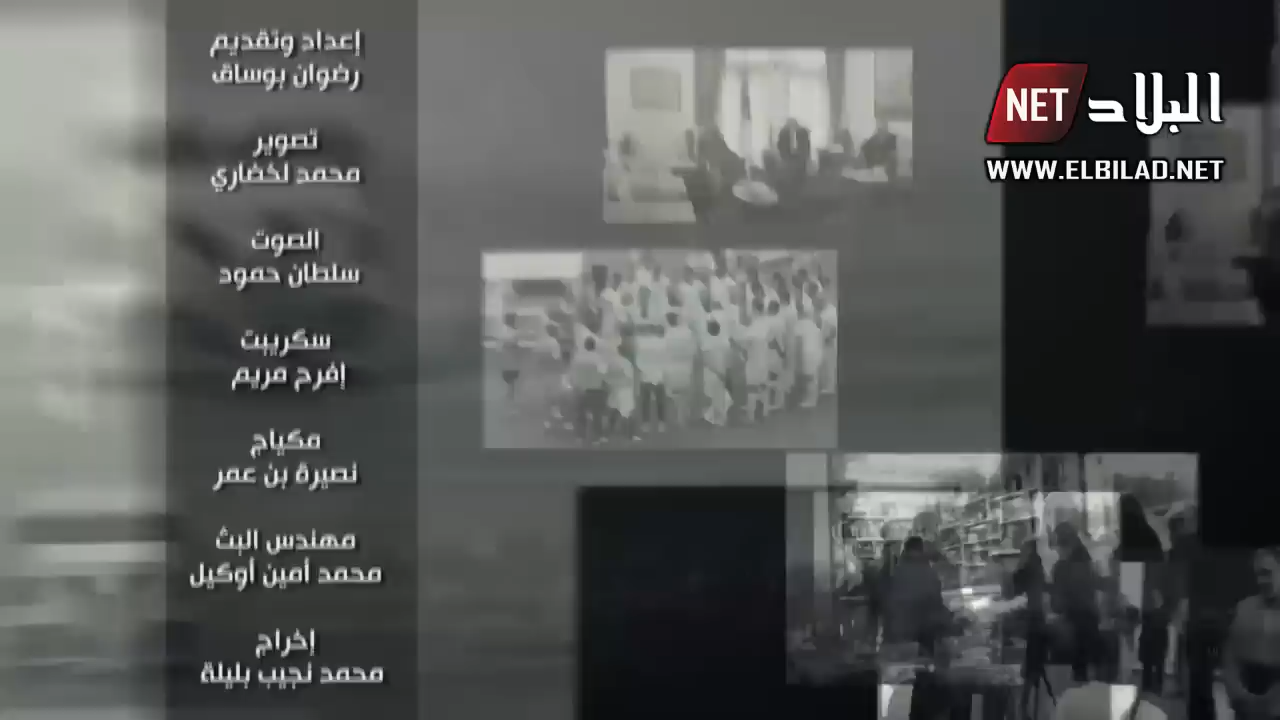 إعداد وتقديم
رضوان بوساق
تصوير
محمد لخضاري
الصوت
سلطان حمود
سكريبت
إفرح مريم
مكياج
نصيرة بن عمر
مهندس البث
محمد أمين أوكيل
إخراج
محمد نجيب بليلة
البلاد NET
WWW.ELBILAD.NET